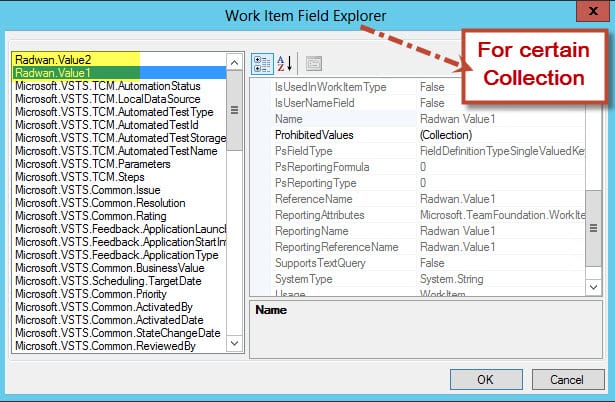 Work Item Field Explorer
x
For certain
Collection
Radwan.Value2
Radwan.Value1
Microsoft.VSTS.TCM.AutomationStatus
Microsoft.VSTS.TCM.LocalDataSource
Microsoft.VSTS.TCM.AutomatedTestType
Microsoft.VSTS.TCM.AutomatedTestId
Microsoft.VSTS.TCM.AutomatedTestStorage
Microsoft.VSTS.TCM.AutomatedTestName
Microsoft.VSTS.TCM.Parameters
Microsoft.VSTS.TCM.Steps
Microsoft.VSTS.Common.Issue
Microsoft.VSTS.Common.Resolution
Microsoft.VSTS.Common.Rating
Microsoft.VSTS.Feedback.ApplicationLaunc
Microsoft.VSTS.Feedback.ApplicationStartIn
Microsoft.VSTS.Feedback.ApplicationType
Microsoft.VSTS.Common.BusinessValue
Microsoft.VSTS.Scheduling.TargetDate
Microsoft.VSTS.Common.Priority
Microsoft.VSTS.Common.ActivatedBy
Microsoft.VSTS.Common.ActivatedDate
Microsoft.VSTS.Common.StateChangeDate
Microsoft.VSTS.Common.ReviewedBy
A
Z
IsUsedInWorkItemType False
IsUserNameField False
Name Radwan Value1
ProhibitedValues (Collection)
PsFieldType FieldDefinitionTypeSingleValuedKe
PsReportingFormula 0
PsReportingType 0
ReferenceName Radwan.Value1
ReportingAttributes Microsoft.TeamFoundation.WorkIte
ReportingName Radwan Value1
ReportingReferenceName Radwan.Value1
SupportsTextQuery False
SystemType System.String
Usage WorkItem
Name
OK
Cancel